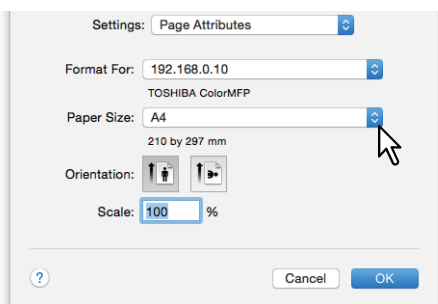 Settings: Page Attributes
Format For: 192.168.0.10
TOSHIBA ColorMFP
Paper Size: A4
210 by 297 mm
Orientation:
Scale: 100 %
? Cancel OK